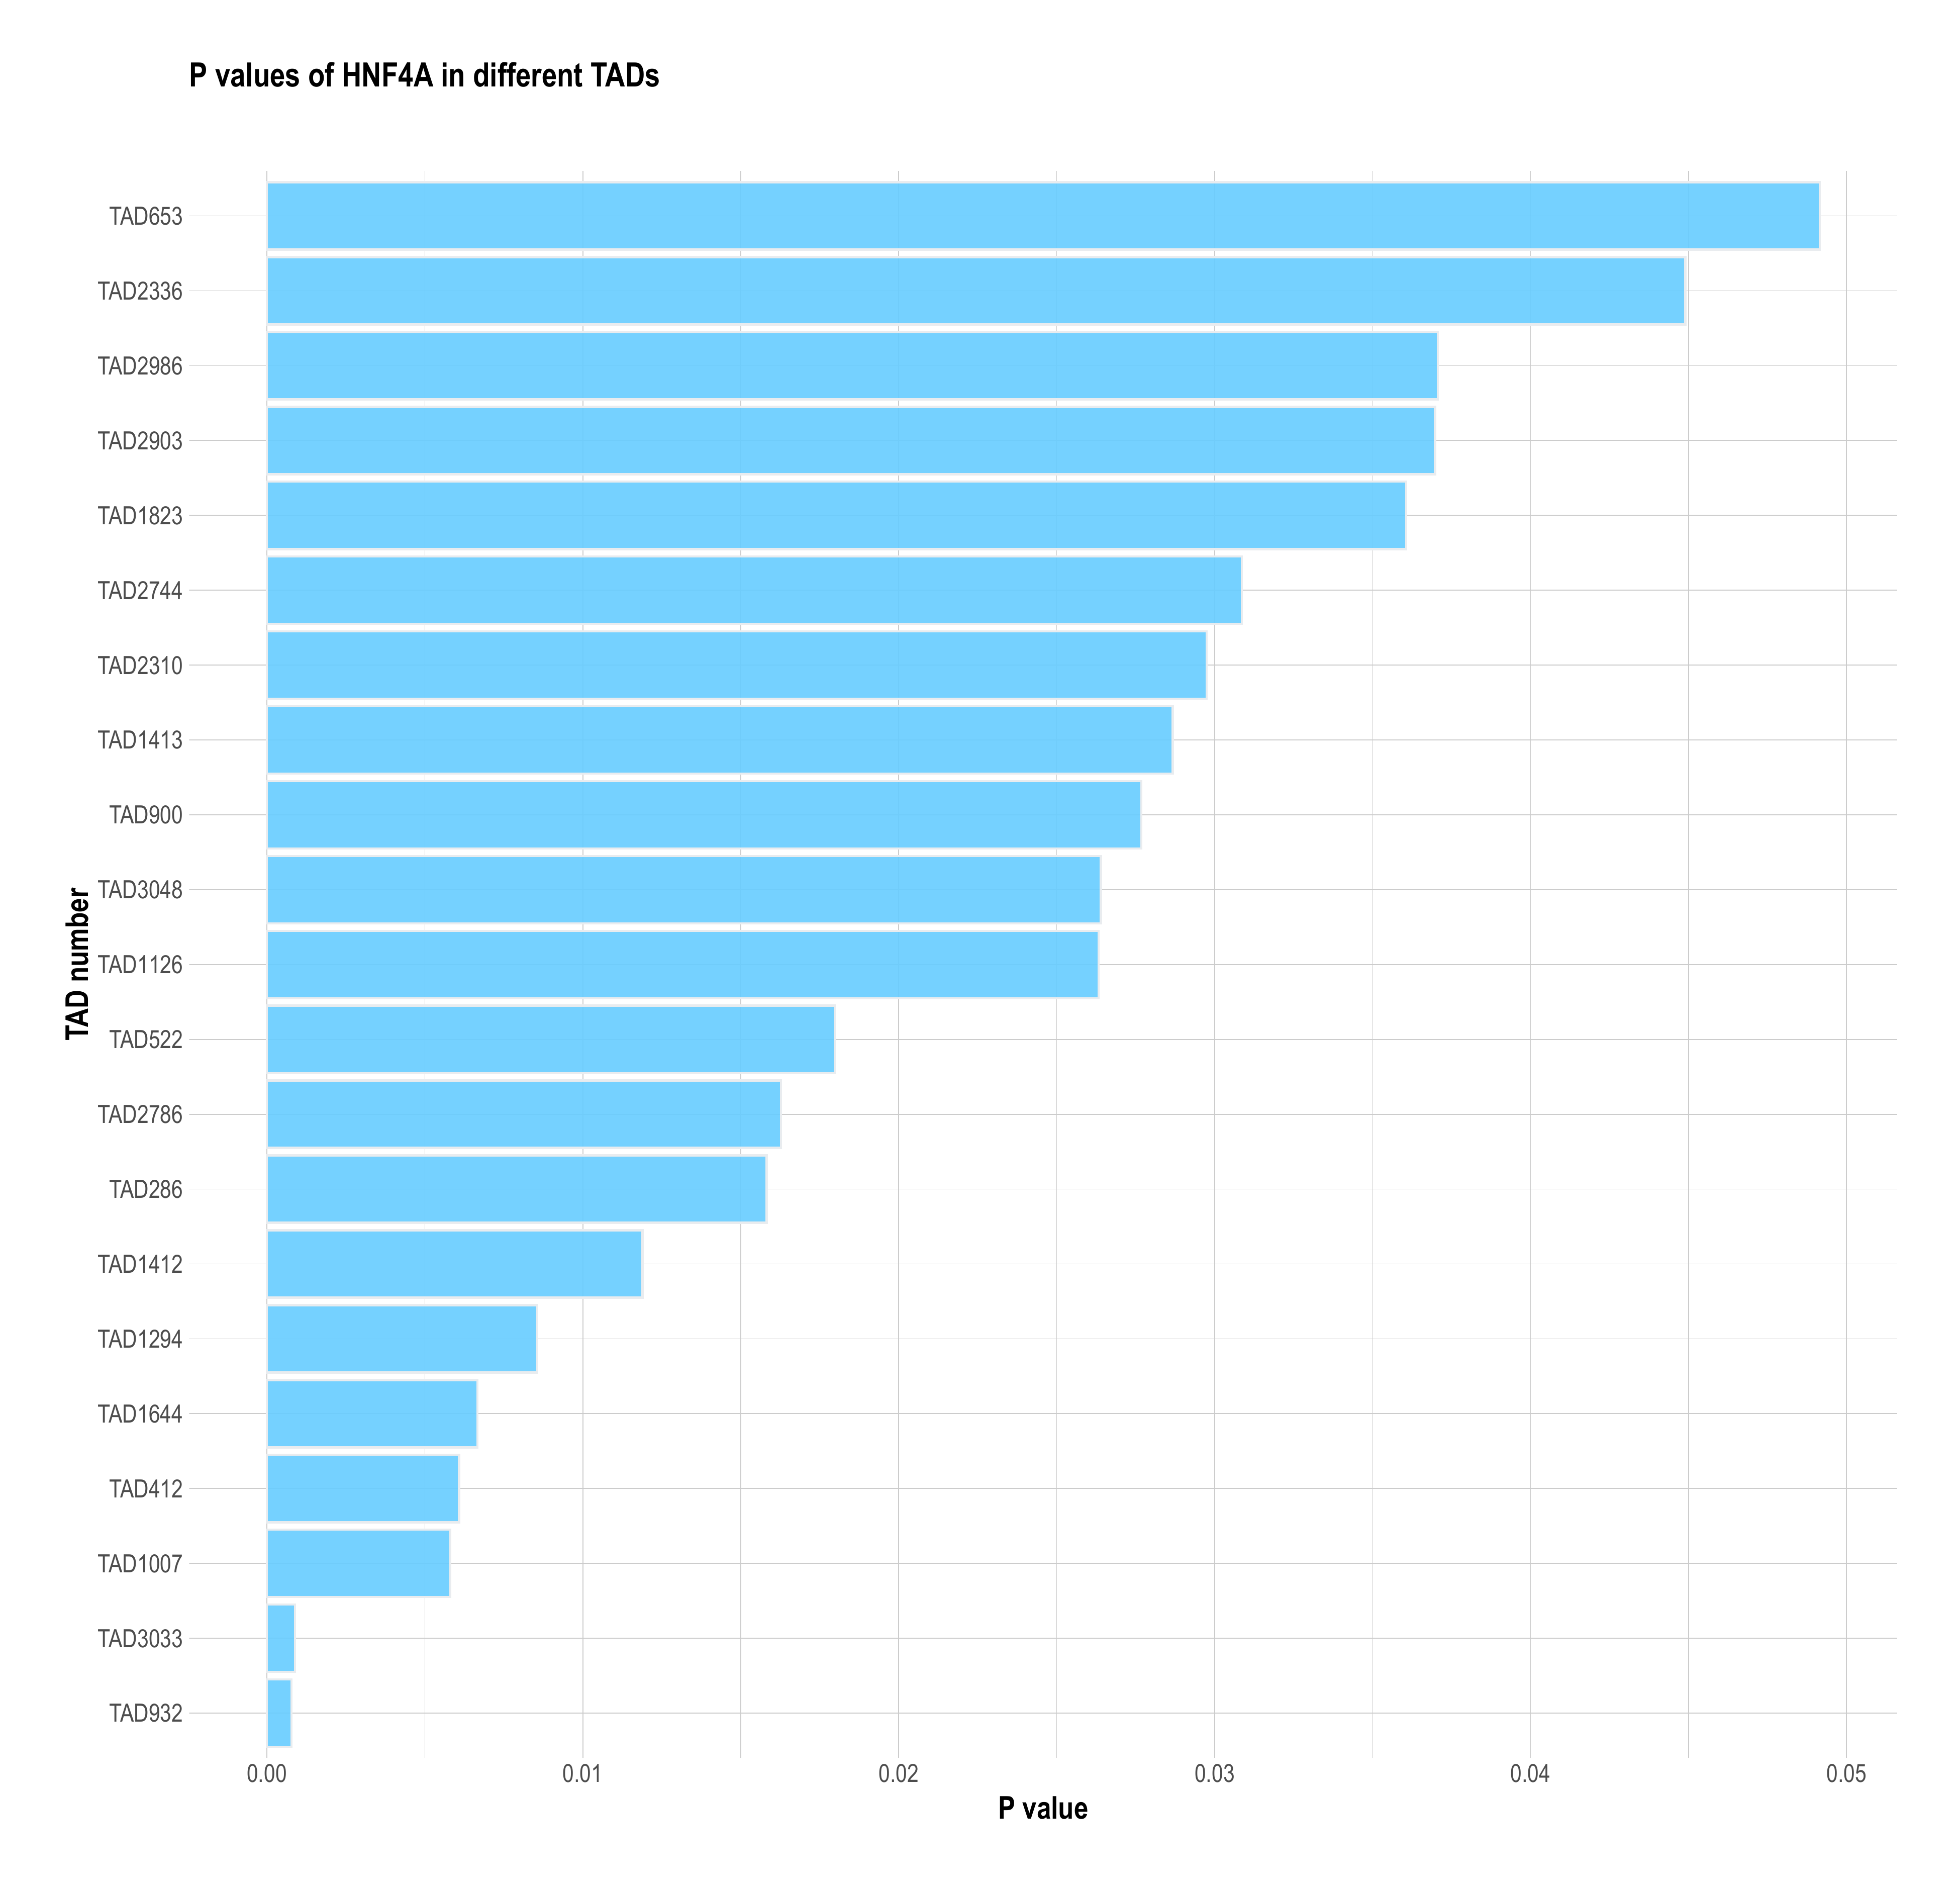 P values of HNF4A in different TADs
TAD number
TAD653
TAD2336
TAD2986
TAD2903
TAD1823
TAD2744
TAD2310
TAD1413
TAD900
TAD3048
TAD1126
TAD522
TAD2786
TAD286
TAD1412
TAD1294
TAD1644
TAD412
TAD1007
TAD3033
TAD932
0.00 0.01 0.02 0.03 0.04 0.05
P value